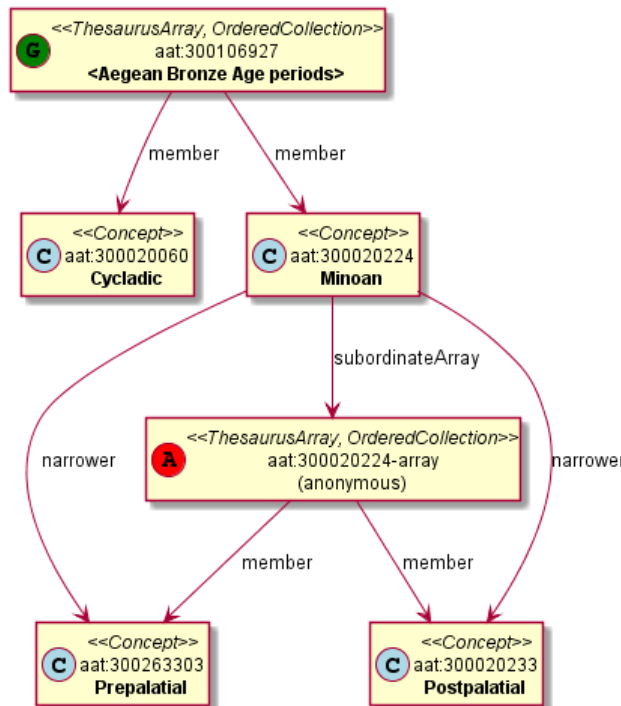 <<ThesaurusArray, OrderedCollection>>
G
aat:300106927
<Aegean Bronze Age periods>
member
member
<<Concept>>
C
aat:300020060
Cycladic
<<Concept>>
C
aat:300020224
Minoan
subordinateArray
narrower
narrower
<<ThesaurusArray, OrderedCollection>>
A
aat:300020224-array
(anonymous)
member
member
<<Concept>>
C
aat:300263303
Prepalatial
<<Concept>>
C
aat:300020233
Postpalatial